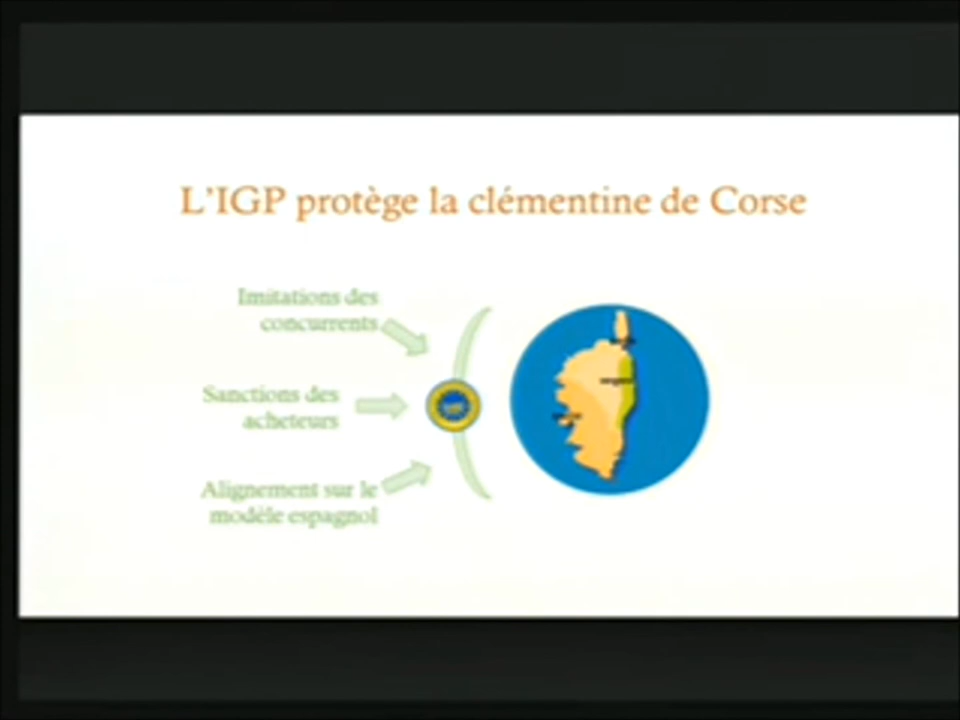 L'IGP protège la clémentine de Corse
Imitations des
concurrents
Sanctions des
acheteurs
Alignement sur le
modèle espagnol